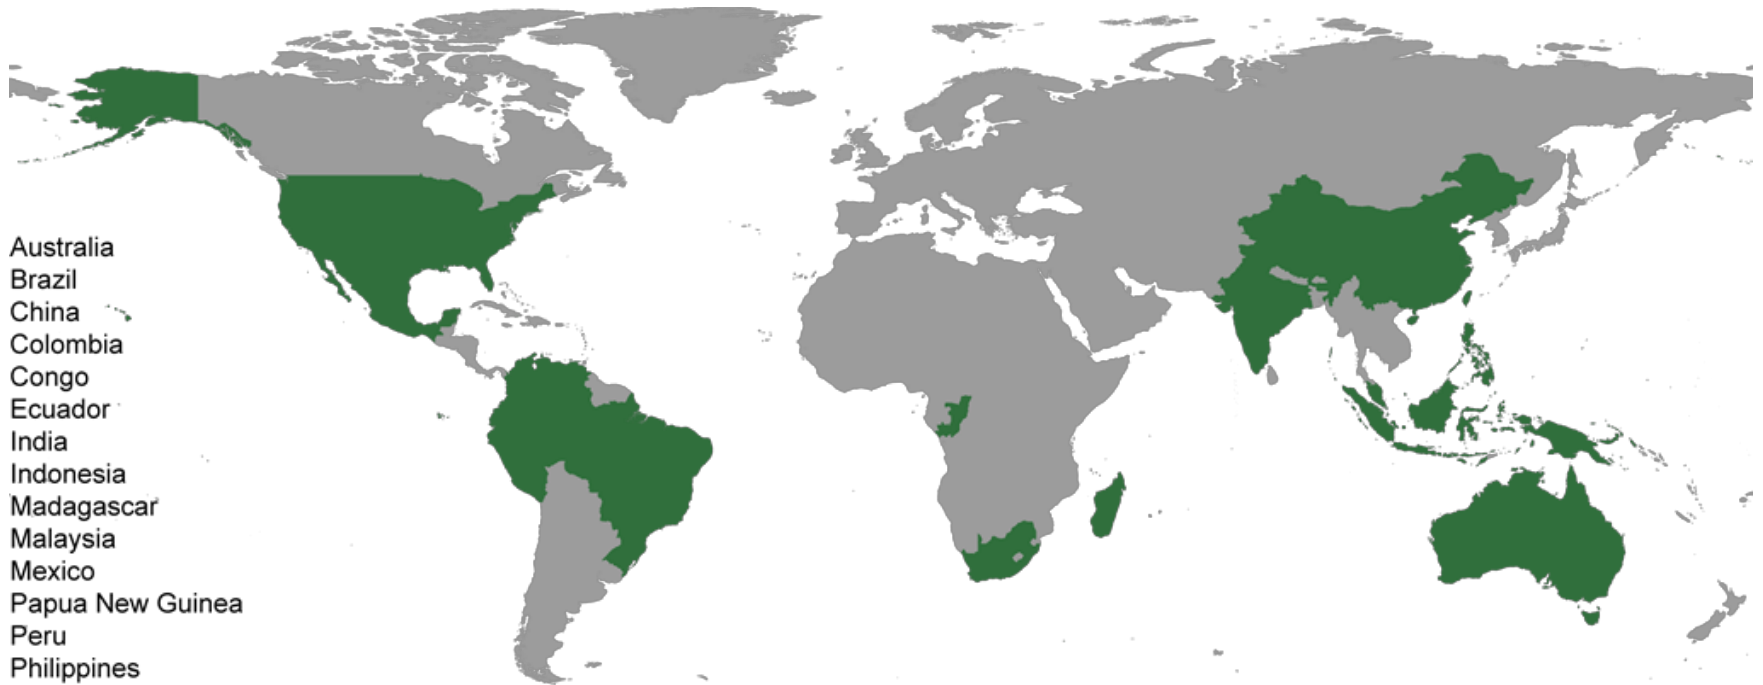 Australia
Brazil
China
Colombia
Congo
Ecuador
India
Indonesia
Madagascar
Malaysia
Mexico
Papua New Guinea
Peru
Philippines